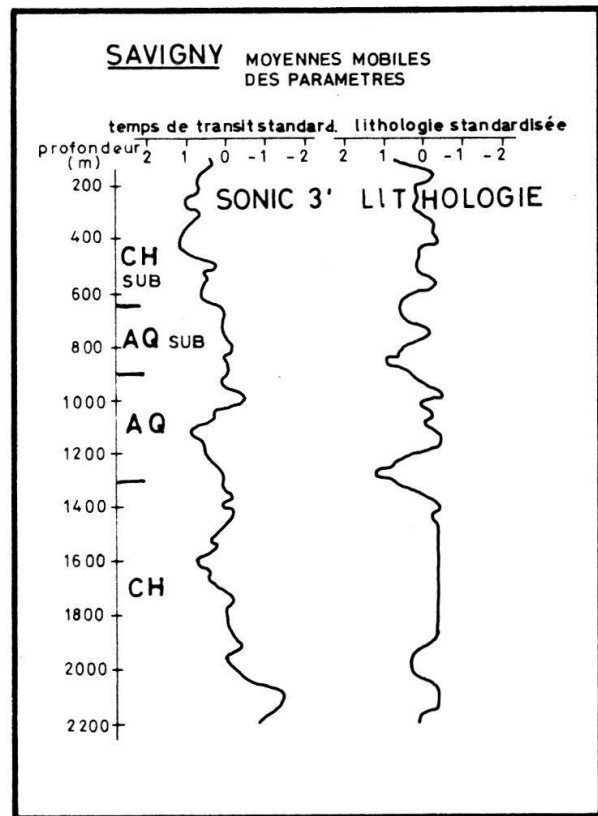 SAVIGNY MOYENNES MOBILES
DES PARAMETRES
temps de transit standard. lithologie standardisée
profondeur
(m)
2 1 0 -1 -2 2 1 0 -1 -2
200
SONIC 3' LITHOLOGIE
400
CH
SUB
600
AQ SUB
800
1000
AQ
1200
1400
1600
CH
1800
2000
2200